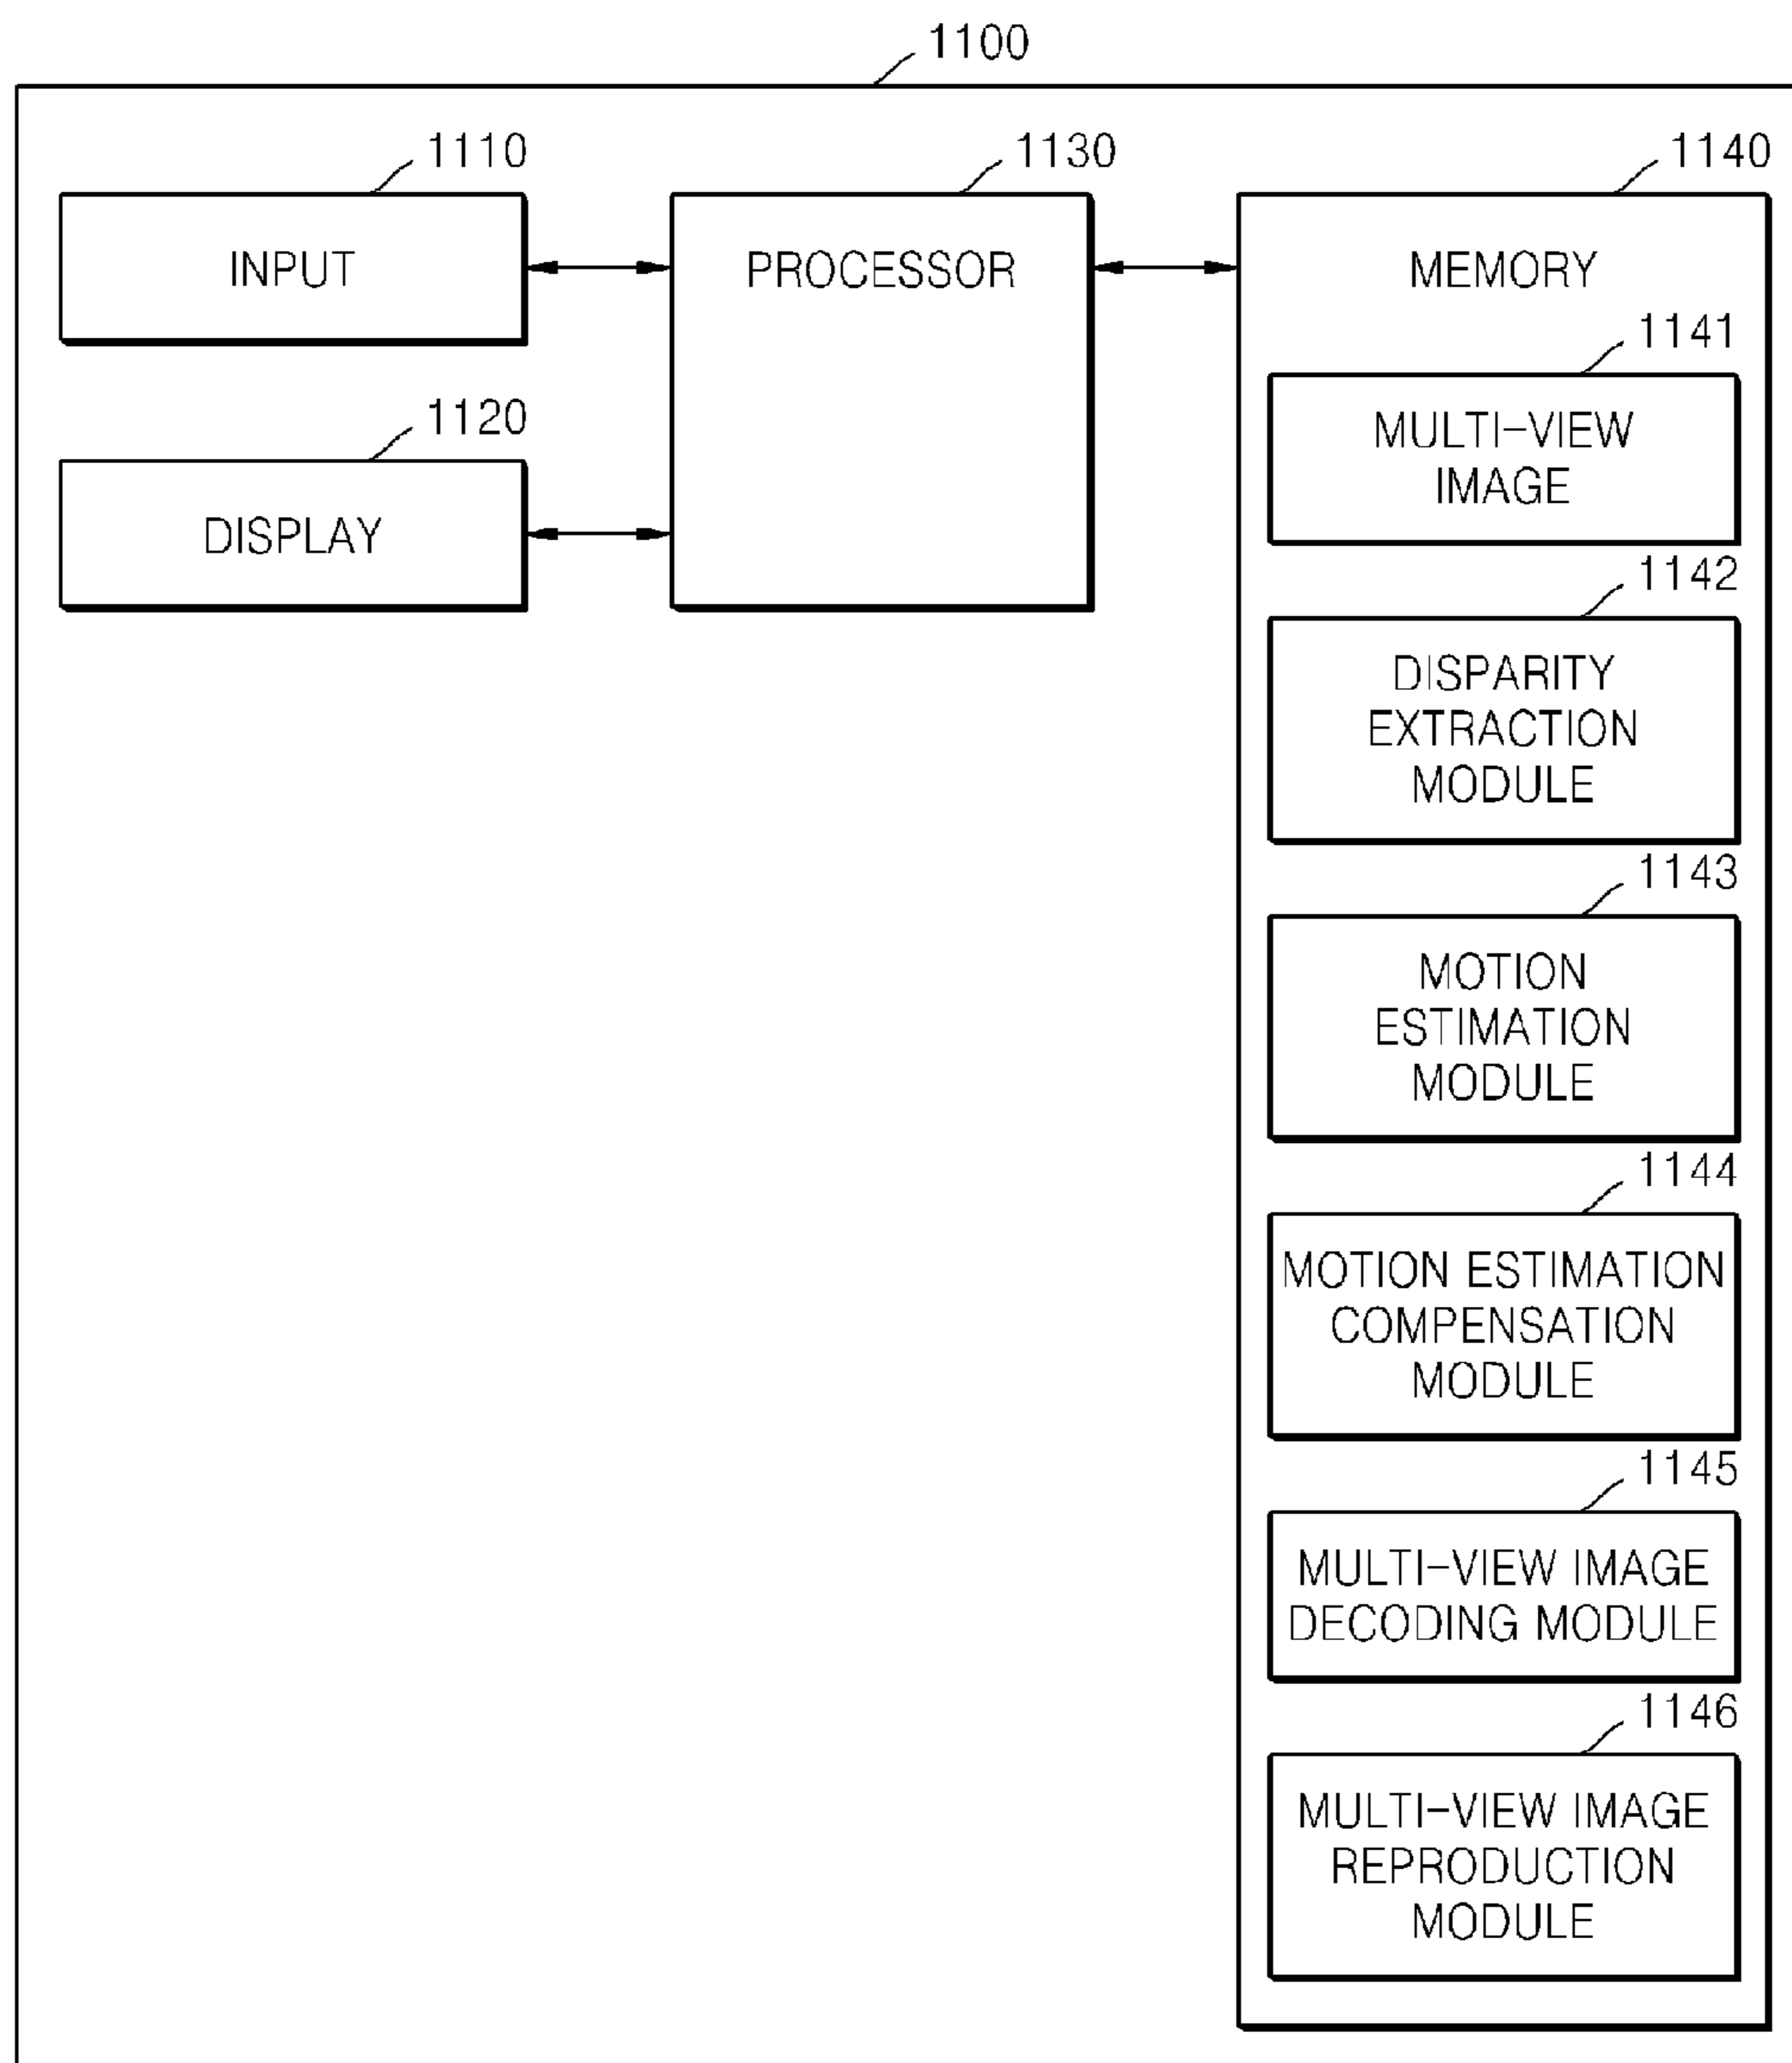 1100
1110
INPUT
1120
DISPLAY
1130
PROCESSOR
1140
MEMORY
1141
MULTI-VIEW
IMAGE
1142
DISPARITY
EXTRACTION
MODULE
1143
MOTION
ESTIMATION
MODULE
1144
MOTION ESTIMATION
COMPENSATION
MODULE
1145
MULTI-VIEW IMAGE
DECODING MODULE
1146
MULTI-VIEW IMAGE
REPRODUCTION
MODULE